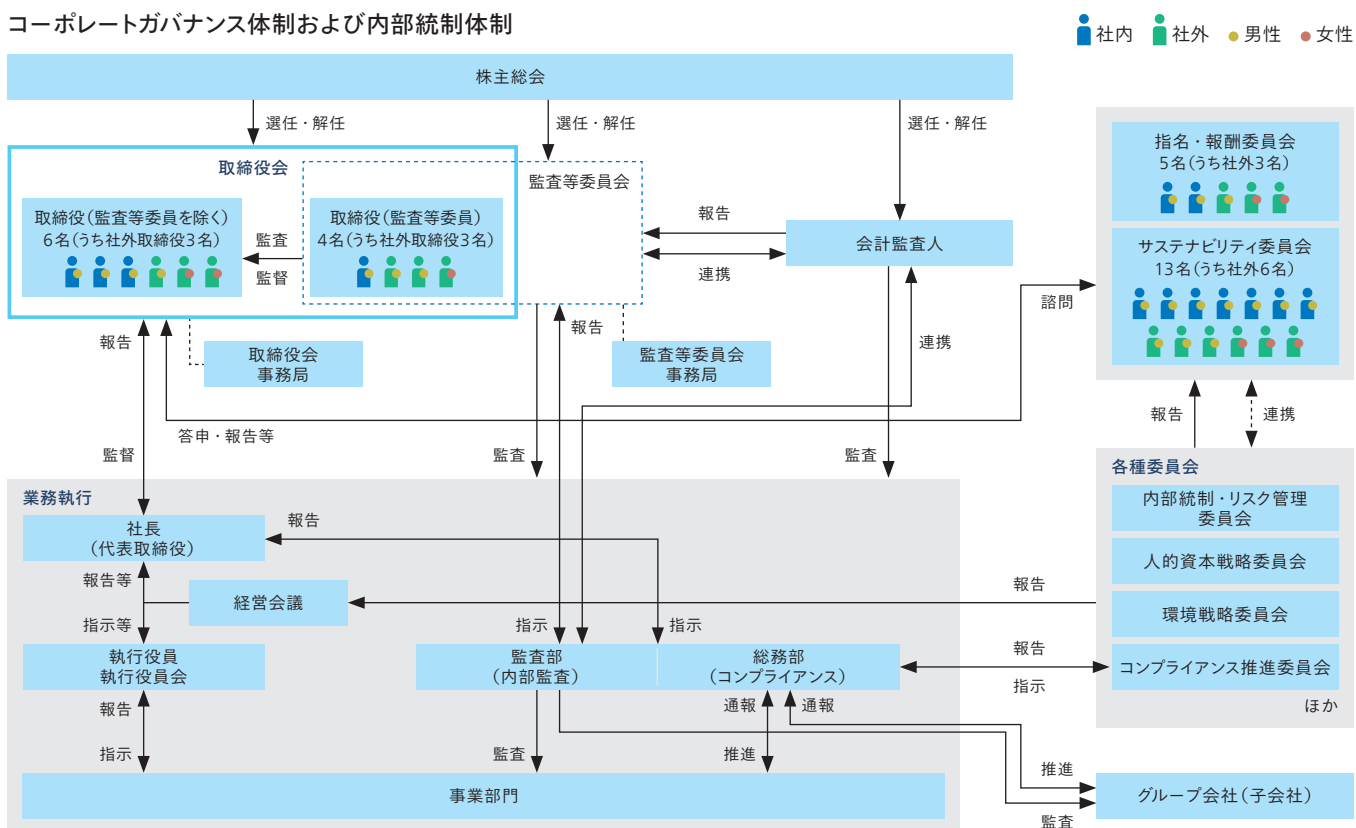 コーポレートガバナンス体制および内部統制体制
社内
社外
男性
女性
株主総会
選任・解任
選任・解任
選任・解任
取締役会
監査等委員会
取締役(監査等委員を除く)
6名(うち社外取締役3名)
監査
監督
取締役(監査等委員)
4名(うち社外取締役3名)
報告
連携
会計監査人
指名・報酬委員会
5名(うち社外3名)
サステナビリティ委員会
13名(うち社外6名)
諮問
報告
取締役会
事務局
報告
監査等委員会
事務局
連携
答申・報告等
監督
監査
監査
報告
連携
業務執行
社長
(代表取締役)
報告
報告等
経営会議
指示等
執行役員
執行役員会
報告
指示
指示
指示
監査部
(内部監査)
総務部
(コンプライアンス)
通報
通報
監査
推進
事業部門
各種委員会
内部統制・リスク管理
委員会
人的資本戦略委員会
環境戦略委員会
コンプライアンス推進委員会
ほか
報告
報告
指示
推進
グループ会社(子会社)
監査